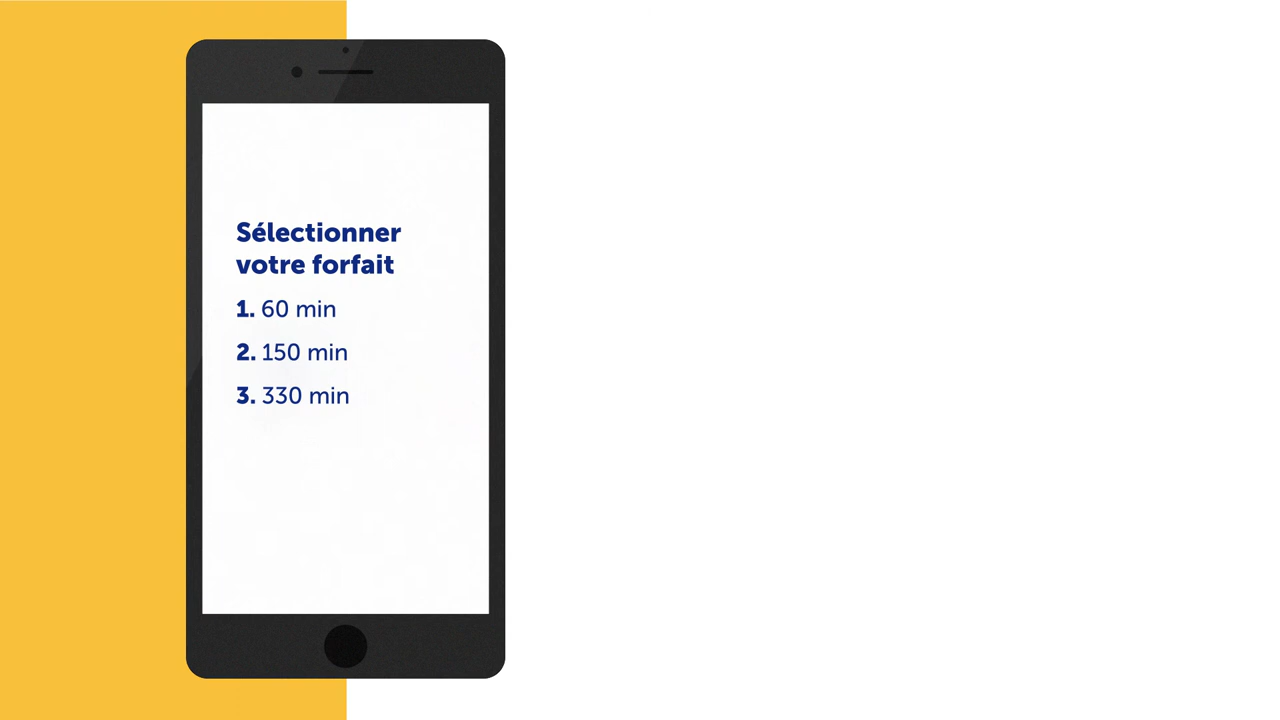 Sélectionner
votre forfait
1. 60 min
2. 150 min
3. 330 min